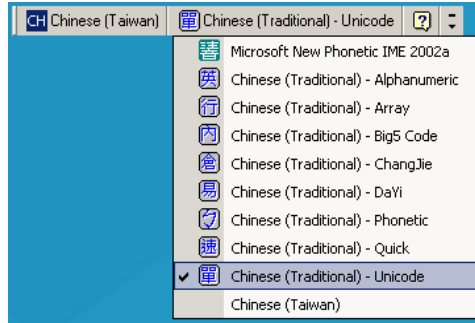 CH Chinese (Taiwan) 單 Chinese (Traditional) - Unicode ?
Microsoft New Phonetic IME 2002a
英 Chinese (Traditional) - Alphanumeric
行 Chinese (Traditional) - Array
內 Chinese (Traditional) - Big5 Code
倉 Chinese (Traditional) - ChangJie
易 Chinese (Traditional) - DaYi
ㄅ Chinese (Traditional) - Phonetic
速 Chinese (Traditional) - Quick
單 Chinese (Traditional) - Unicode
Chinese (Taiwan)